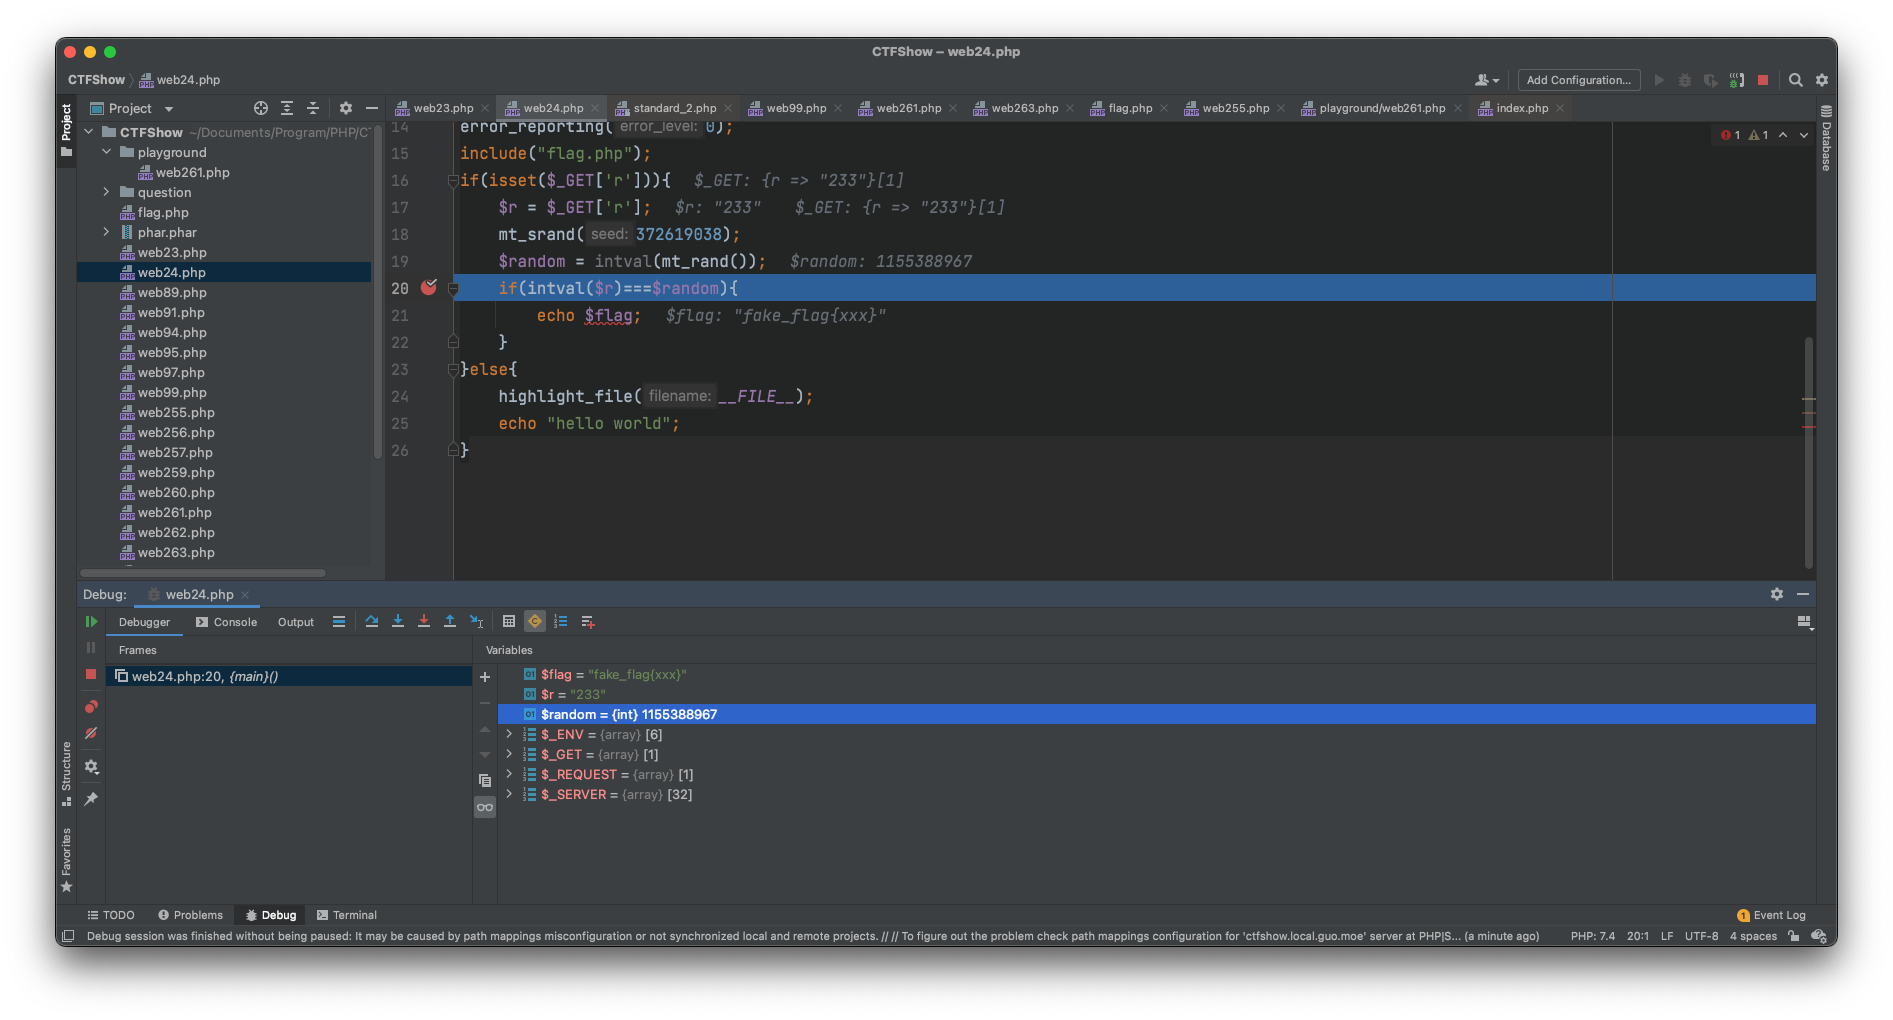 CTFShow – web24.php
CTFShow web24.php
Add Configuration...
Project
Project
web23.php web24.php standard_2.php web99.php web261.php web263.php flag.php web255.php playground/web261.php index.php
Database
CTFShow ~/Documents/Program/PHP/C
playground
web261.php
question
flag.php
phar.phar
web23.php
web24.php
web89.php
web91.php
web94.php
web95.php
web97.php
web99.php
web255.php
web256.php
web257.php
web259.php
web260.php
web261.php
web262.php
web263.php
14 error_reporting( error_level: 0);
15 include("flag.php");
16 if(isset($_GET['r'])){ $_GET: {r => "233"}[1]
17 $r = $_GET['r']; $r: "233" $_GET: {r => "233"}[1]
18 mt_srand( seed: 372619038);
19 $random = intval(mt_rand()); $random: 1155388967
20 if(intval($r)===$random){
21 echo $flag; $flag: "fake_flag{xxx}"
22 }
23 }else{
24 highlight_file( filename: __FILE__);
25 echo "hello world";
26 }
1 1
Debug: web24.php
Debugger Console Output
Frames
web24.php:20, {main}()
Variables
$flag = "fake_flag{xxx}"
$r = "233"
$random = {int} 1155388967
$_ENV = {array} [6]
$_GET = {array} [1]
$_REQUEST = {array} [1]
$_SERVER = {array} [32]
Structure
Favorites
TODO Problems Debug Terminal
1 Event Log
Debug session was finished without being paused: It may be caused by path mappings misconfiguration or not synchronized local and remote projects. // // To figure out the problem check path mappings configuration for 'ctfshow.local.guo.moe' server at PHP|S... (a minute ago)
PHP: 7.4 20:1 LF UTF-8 4 spaces